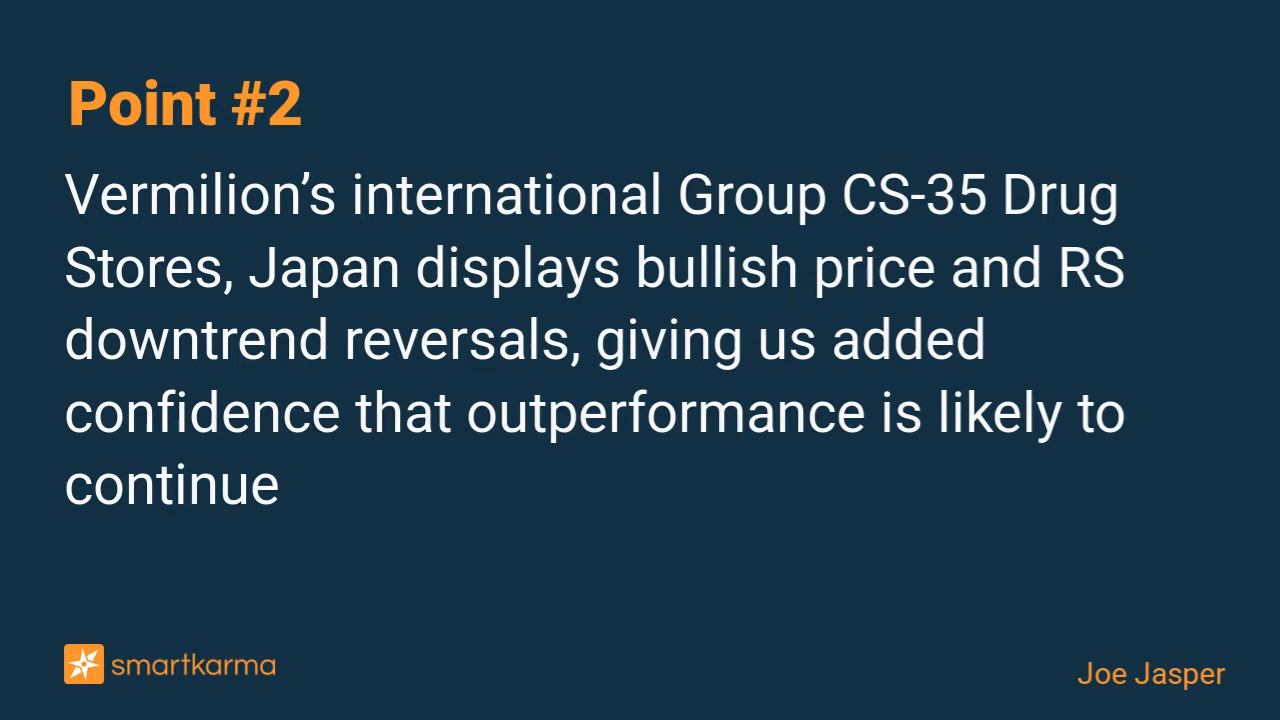 Point #2
Vermilion’s international Group CS-35 Drug
Stores, Japan displays bullish price and RS
downtrend reversals, giving us added
confidence that outperformance is likely to
continue
smartkarma
Joe Jasper